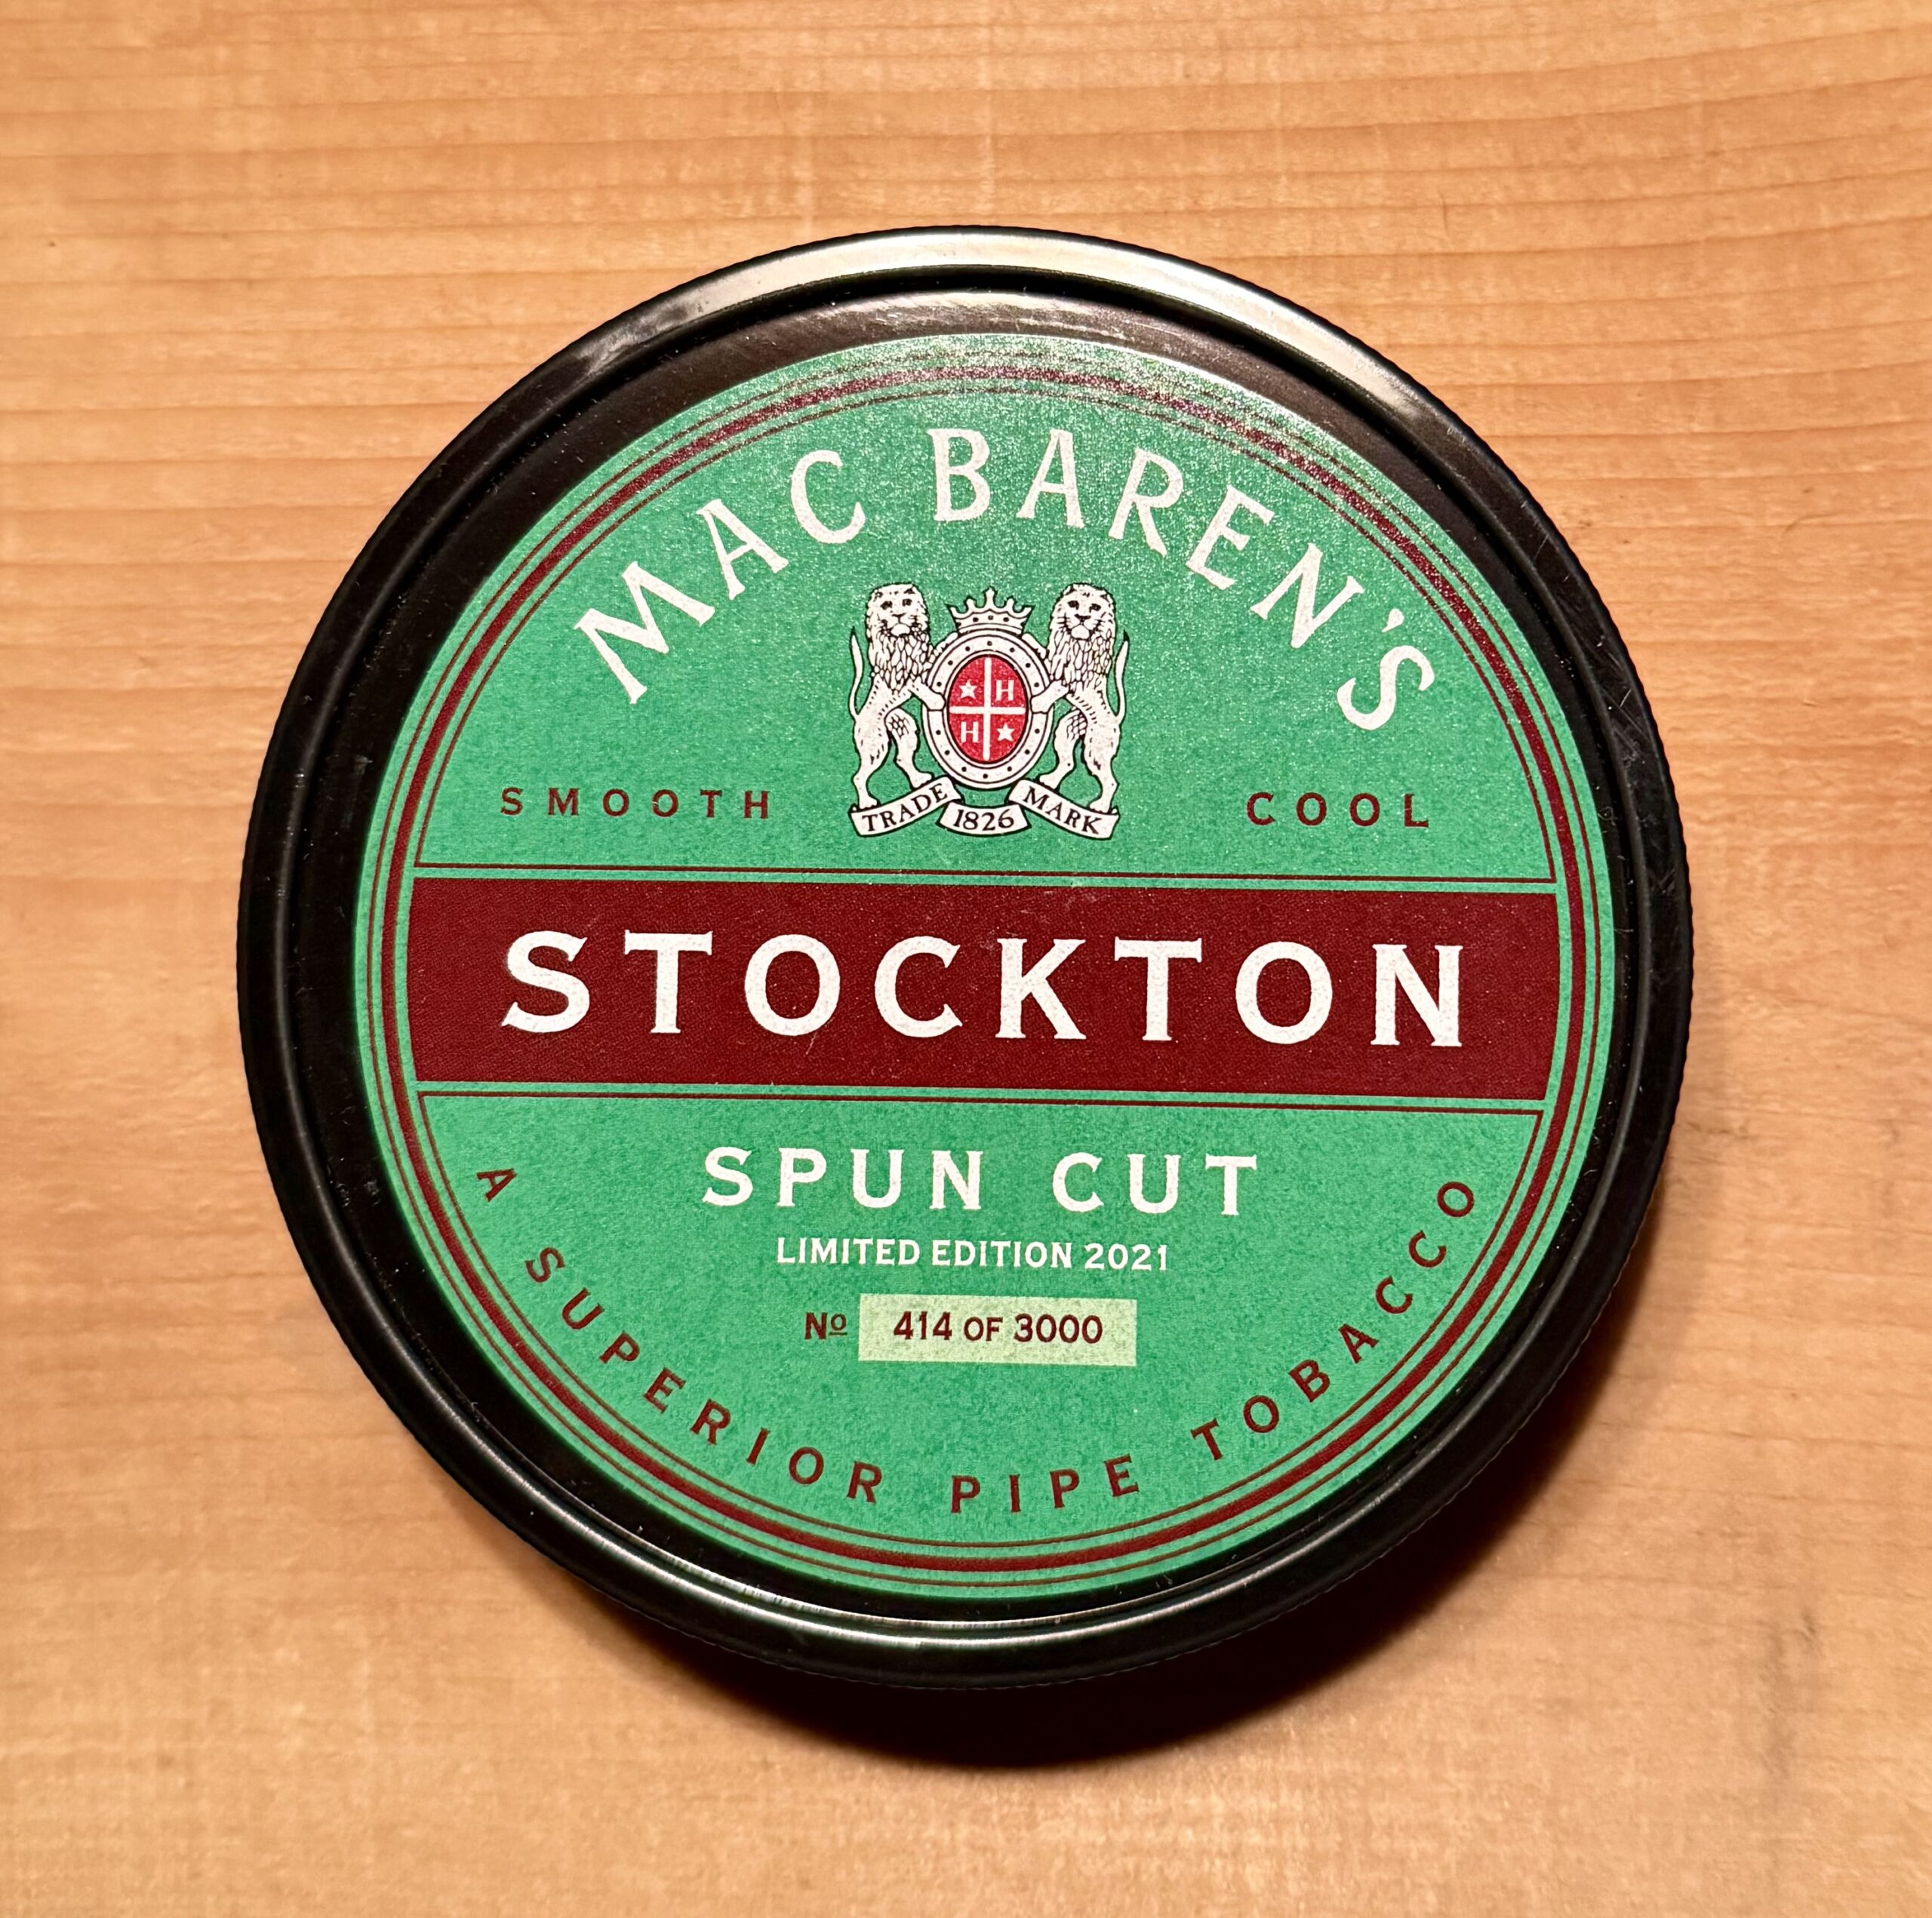 MAC BAREN'S
★ H
H ★
TRADE 1826 MARK
SMOOTH COOL
STOCKTON
SPUN CUT
LIMITED EDITION 2021
Nº 414 OF 3000
A SUPERIOR PIPE TOBACCO